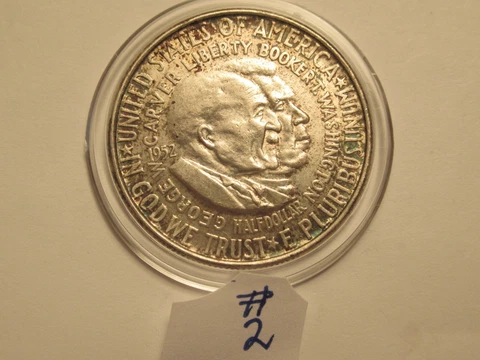 UNITED STATES OF AMERICA
IN GOD WE TRUST ★ E PLURIBUS UNUM
GEORGE W. CARVER LIBERTY BOOKER T. WASHINGTON
1952
HALF DOLLAR
#
2